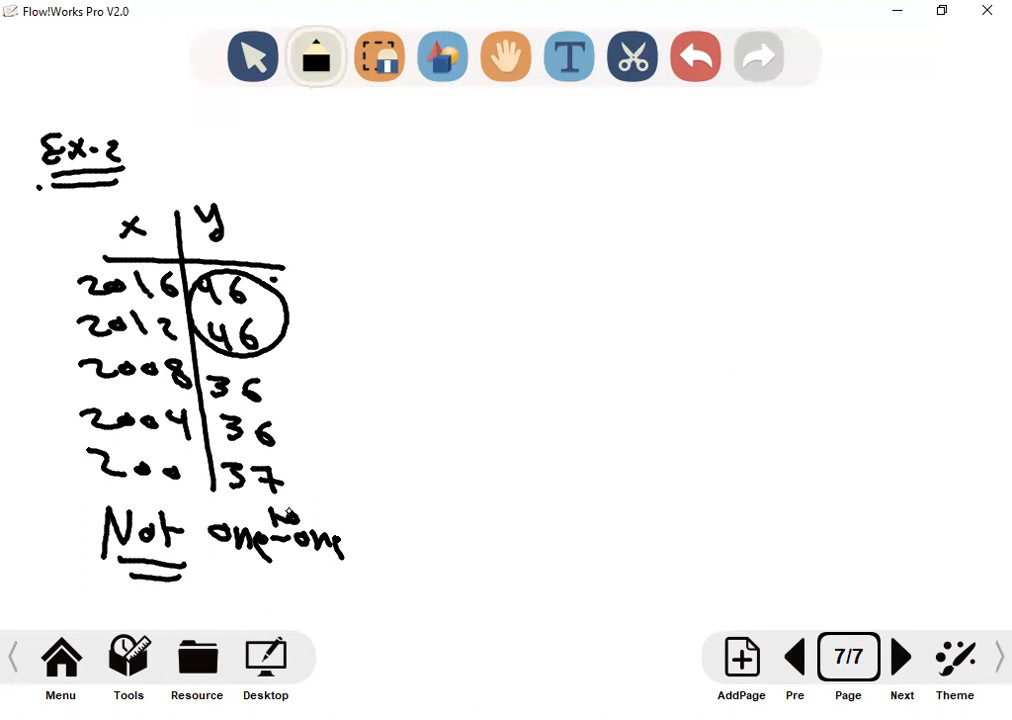 Flow!Works Pro V2.0
T
Ex-2
x y
2016 46
2012 46
2008 36
2004 36
200 37
Not one-to one
Menu Tools Resource Desktop
7/7
AddPage Pre Page Next Theme